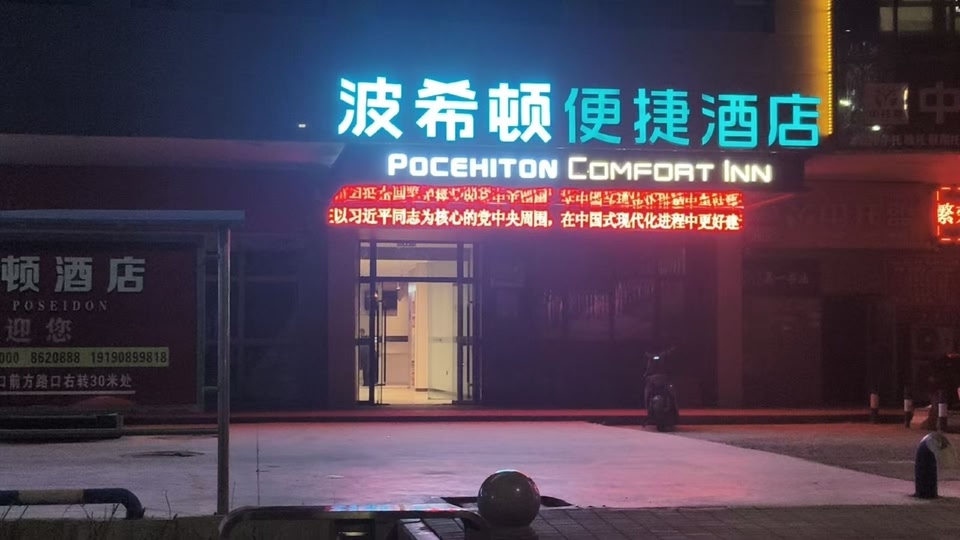 波希顿便捷酒店
POCEHITON COMFORT INN
以习近平同志为核心的党中央周围，在中国式现代化进程中更好建
繁
中
顿酒店
POSEIDON
迎您
000 8620888 19190899818
口前方路口右转30米处